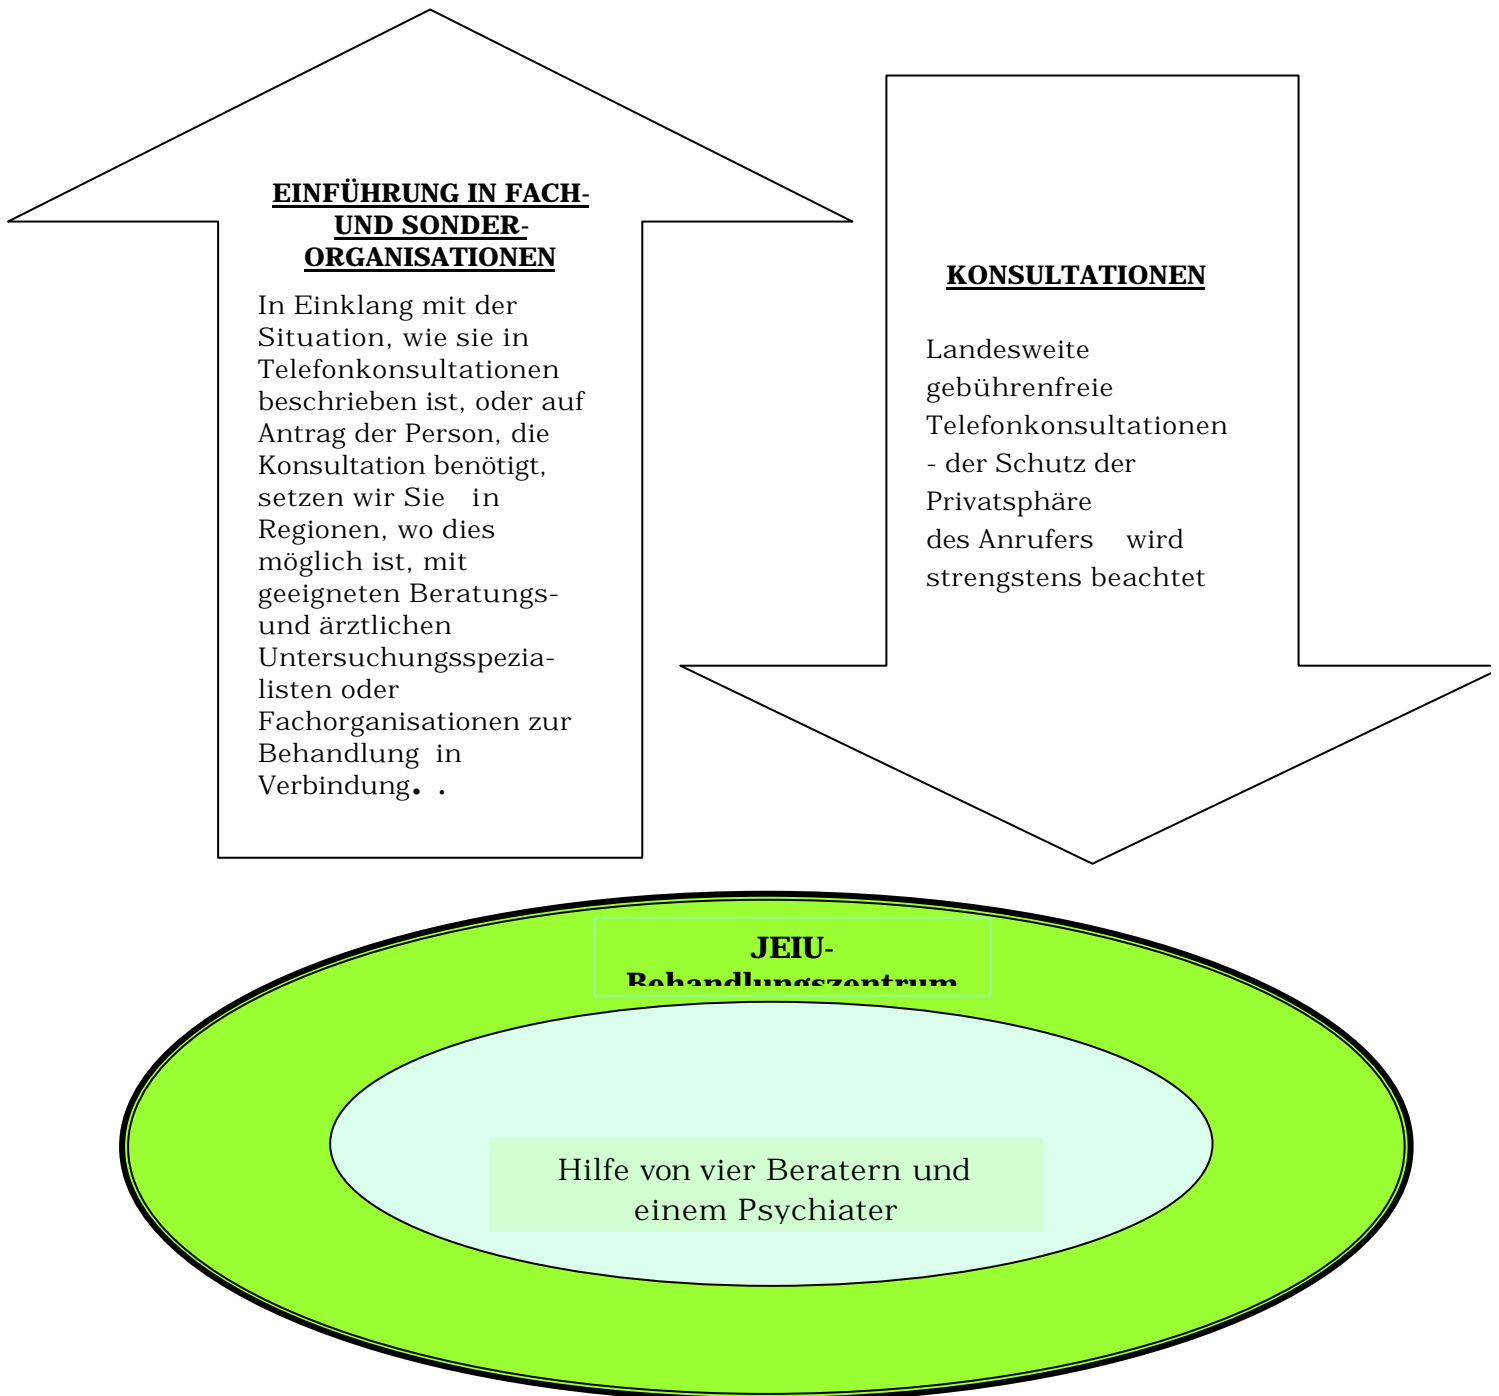 EINFÜHRUNG IN FACH-
UND SONDER-
ORGANISATIONEN
In Einklang mit der
Situation, wie sie in
Telefonkonsultationen
beschrieben ist, oder auf
Antrag der Person, die
Konsultation benötigt,
setzen wir Sie in
Regionen, wo dies
möglich ist, mit
geeigneten Beratungs-
und ärztlichen
Untersuchungsspezia-
listen oder
Fachorganisationen zur
Behandlung in
Verbindung. .
KONSULTATIONEN
Landesweite
gebührenfreie
Telefonkonsultationen
- der Schutz der
Privatsphäre
des Anrufers wird
strengstens beachtet
JEIU-
Behandlungszentrum
Hilfe von vier Beratern und
einem Psychiater